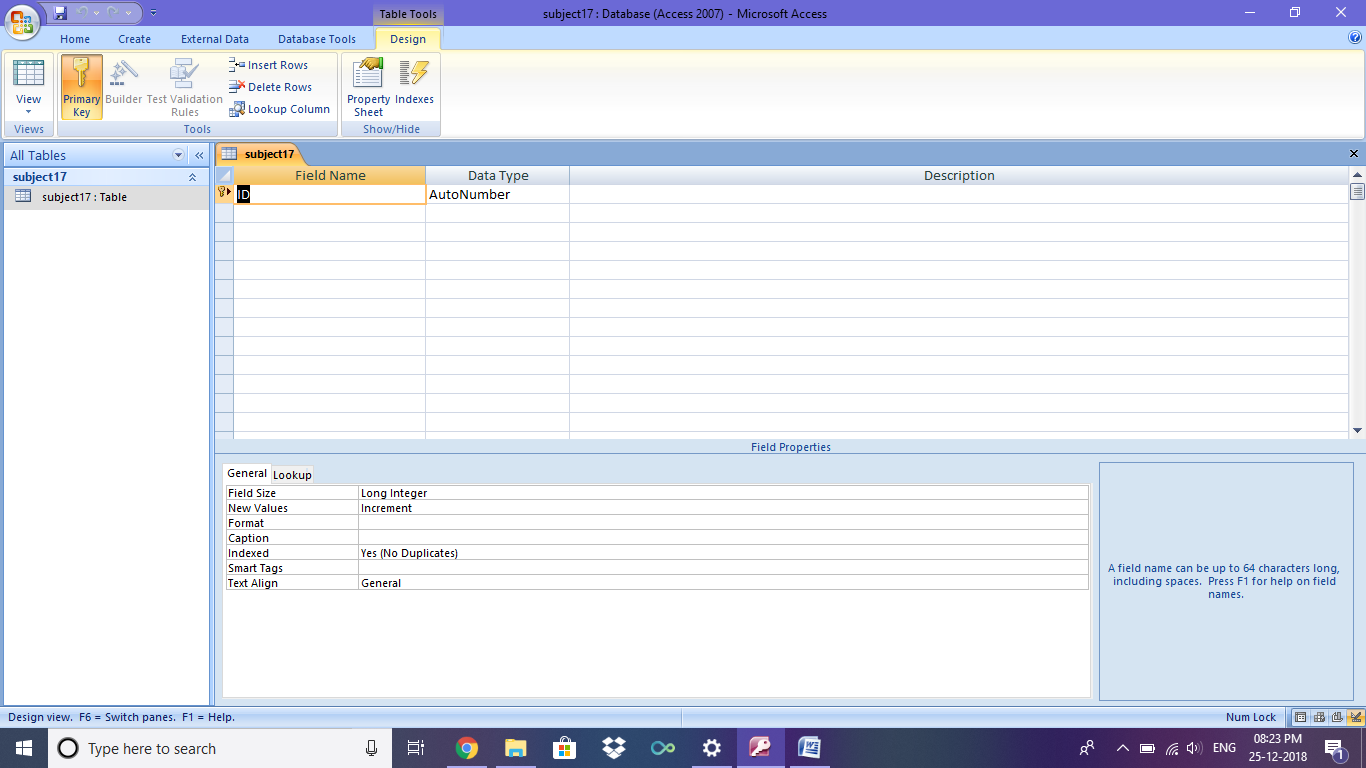 Table Tools
subject17 : Database (Access 2007) - Microsoft Access
Home Create External Data Database Tools Design
View
Primary Key
Builder
Test Validation Rules
Insert Rows
Delete Rows
Lookup Column
Property Sheet
Indexes
Views Tools Show/Hide
All Tables
subject17
subject17 : Table
subject17
Field Name Data Type Description
ID AutoNumber
Field Properties
General Lookup
Field Size Long Integer
New Values Increment
Format
Caption
Indexed Yes (No Duplicates)
Smart Tags
Text Align General
A field name can be up to 64 characters long,
including spaces. Press F1 for help on field
names.
Design view. F6 = Switch panes. F1 = Help.
Num Lock
Type here to search
ENG
08:23 PM
25-12-2018
1